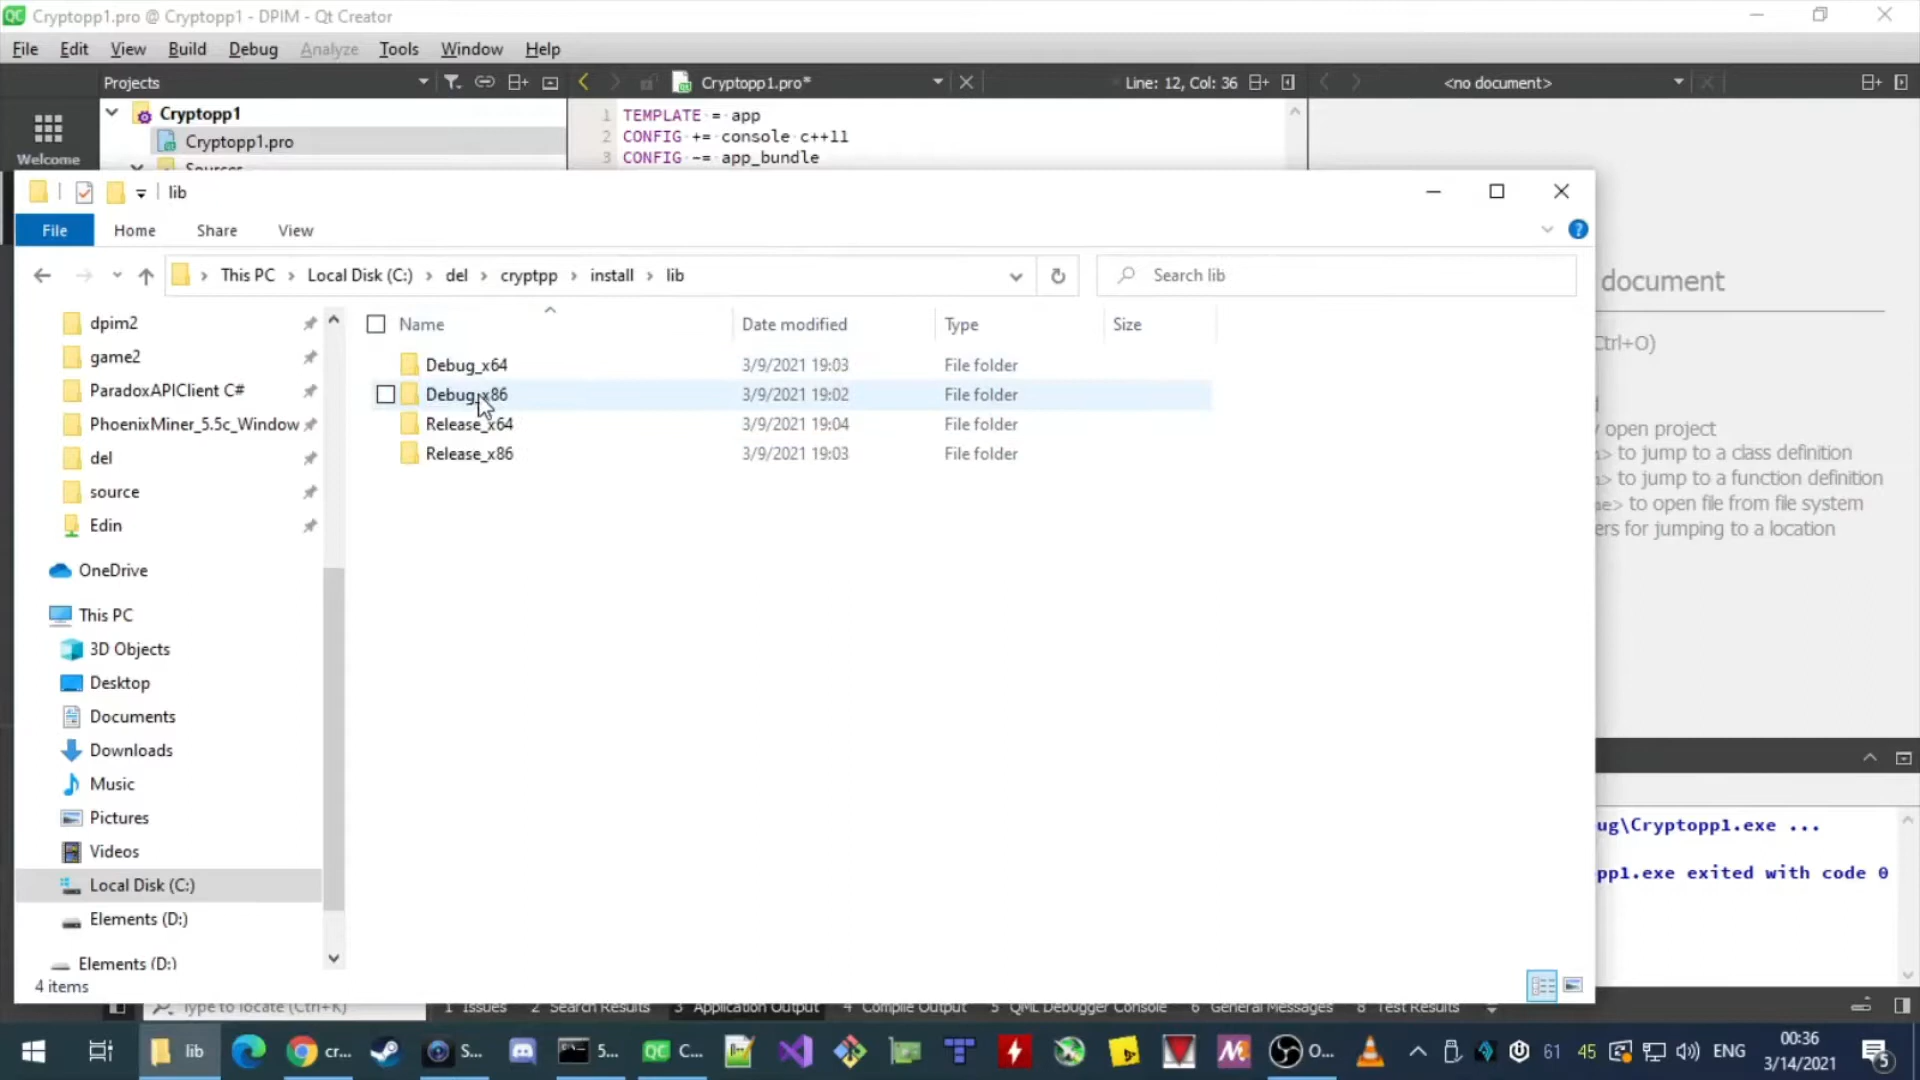 Cryptopp1.pro @ Cryptopp1 - DPIM - Qt Creator
File Edit View Build Debug Analyze Tools Window Help
Projects
Cryptopp1.pro*
Line: 12, Col: 36
<no document>
Welcome
Cryptopp1
Cryptopp1.pro
Sources
1 TEMPLATE = app
2 CONFIG += console c++11
3 CONFIG -= app_bundle
lib
File Home Share View
This PC > Local Disk (C:) > del > cryptpp > install > lib
Search lib
Name Date modified Type Size
Debug_x64 3/9/2021 19:03 File folder
Debug_x86 3/9/2021 19:02 File folder
Release_x64 3/9/2021 19:04 File folder
Release_x86 3/9/2021 19:03 File folder
dpim2
game2
ParadoxAPIClient C#
PhoenixMiner_5.5c_Window
del
source
Edin
OneDrive
This PC
3D Objects
Desktop
Documents
Downloads
Music
Pictures
Videos
Local Disk (C:)
Elements (D:)
Elements (D:)
4 items
document
Ctrl+O)
open project
> to jump to a class definition
> to jump to a function definition
> to open file from file system
for jumping to a location
ug\Cryptopp1.exe ...
pp1.exe exited with code 0
Type to locate (Ctrl+K)
1 Issues 2 Search Results 3 Application Output 4 Compile Output 5 QML Debugger Console 6 General Messages 8 Test Results
lib
cr...
S...
5...
C...
O...
61 45 ENG
00:36
3/14/2021
5